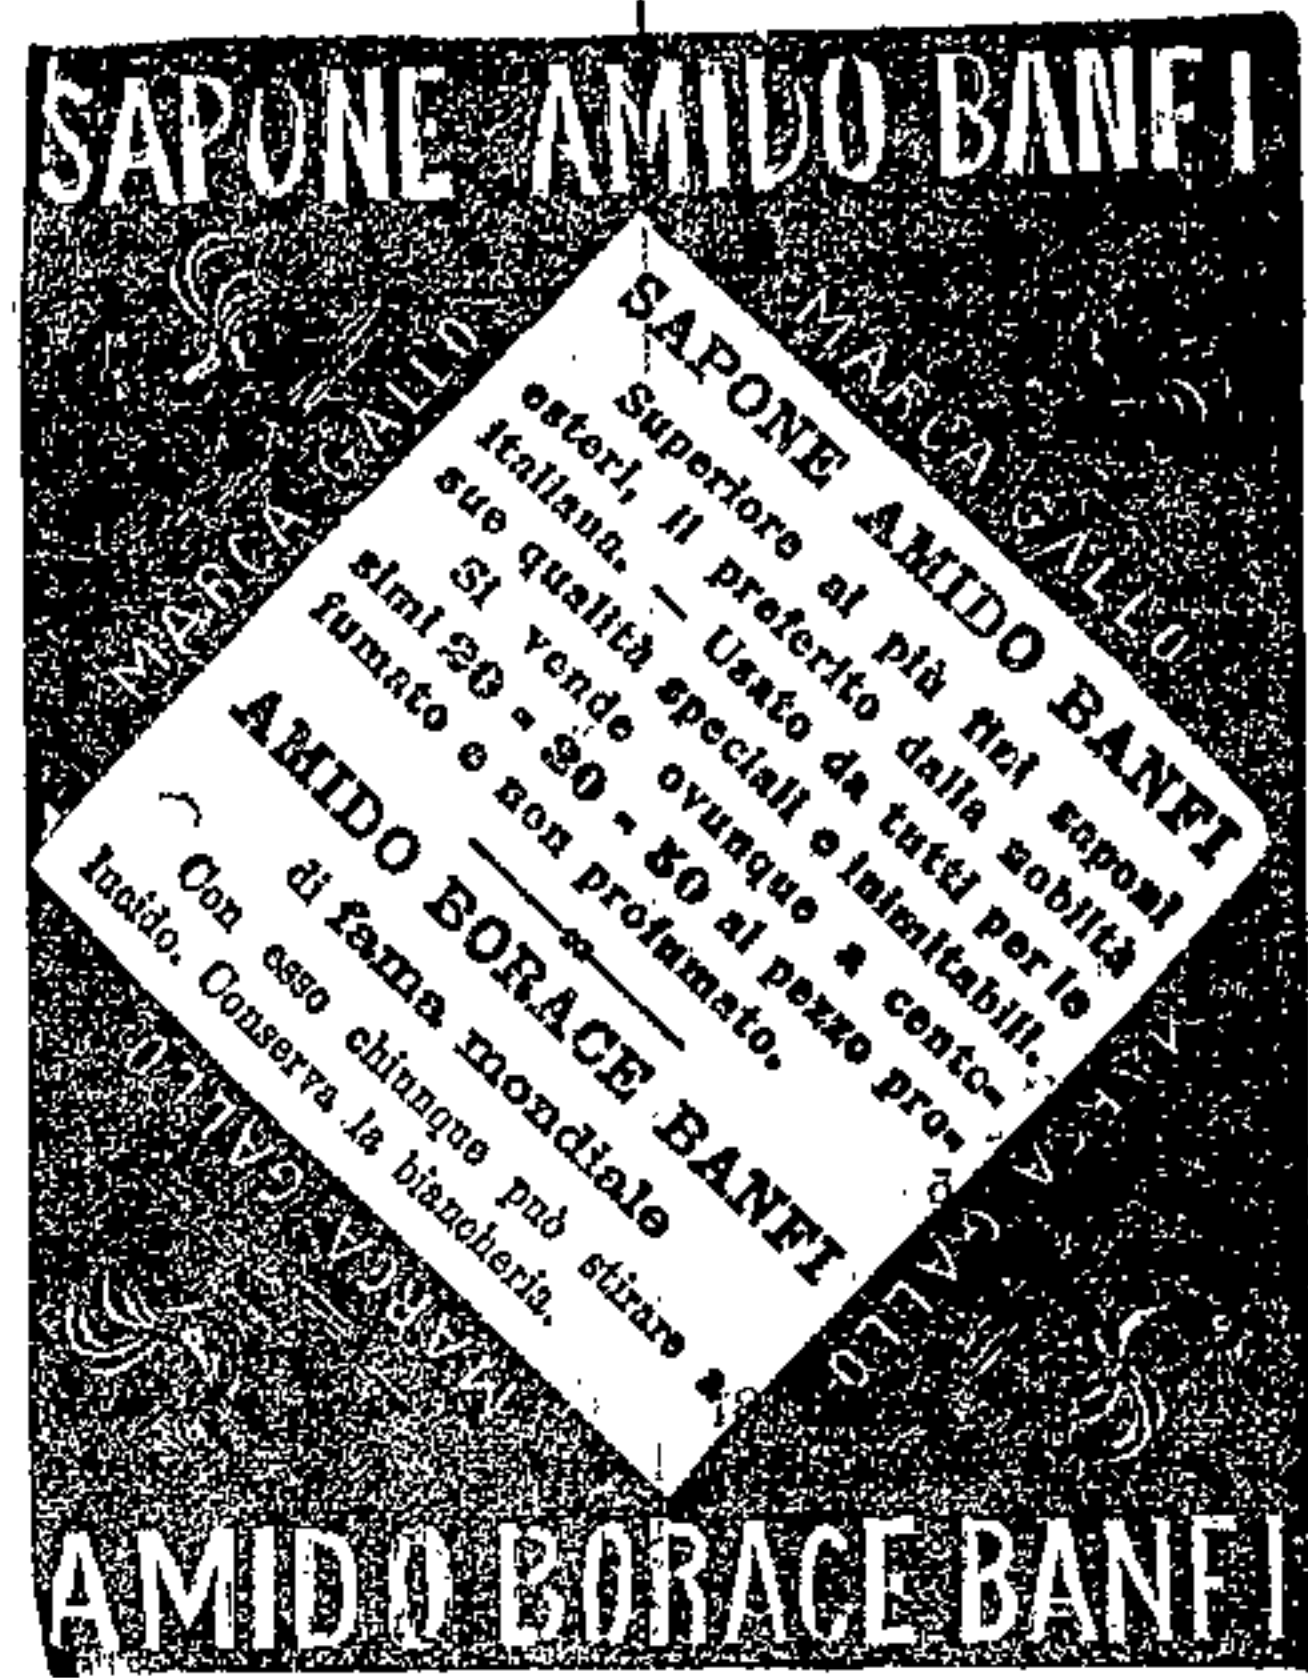 SAPONE AMIDO BANFI
MARCA GALLO
MARCA GALLO
SAPONE AMIDO BANFI
Superiore ai più fini saponi
esteri, il preferito dalla nobiltà
italiana. — Usato da tutti per le
sue qualità speciali e inimitabili.
Si vende ovunque a cento-
simi 20 - 30 - 50 al pezzo pro-
fumato e non profumato.
AMIDO BORACE BANFI
di fama mondiale
Con esso chiunque può stirare a
lucido. Conserva la biancheria.
MARCA GALLO
MARCA GALLO
AMIDO BORACE BANFI